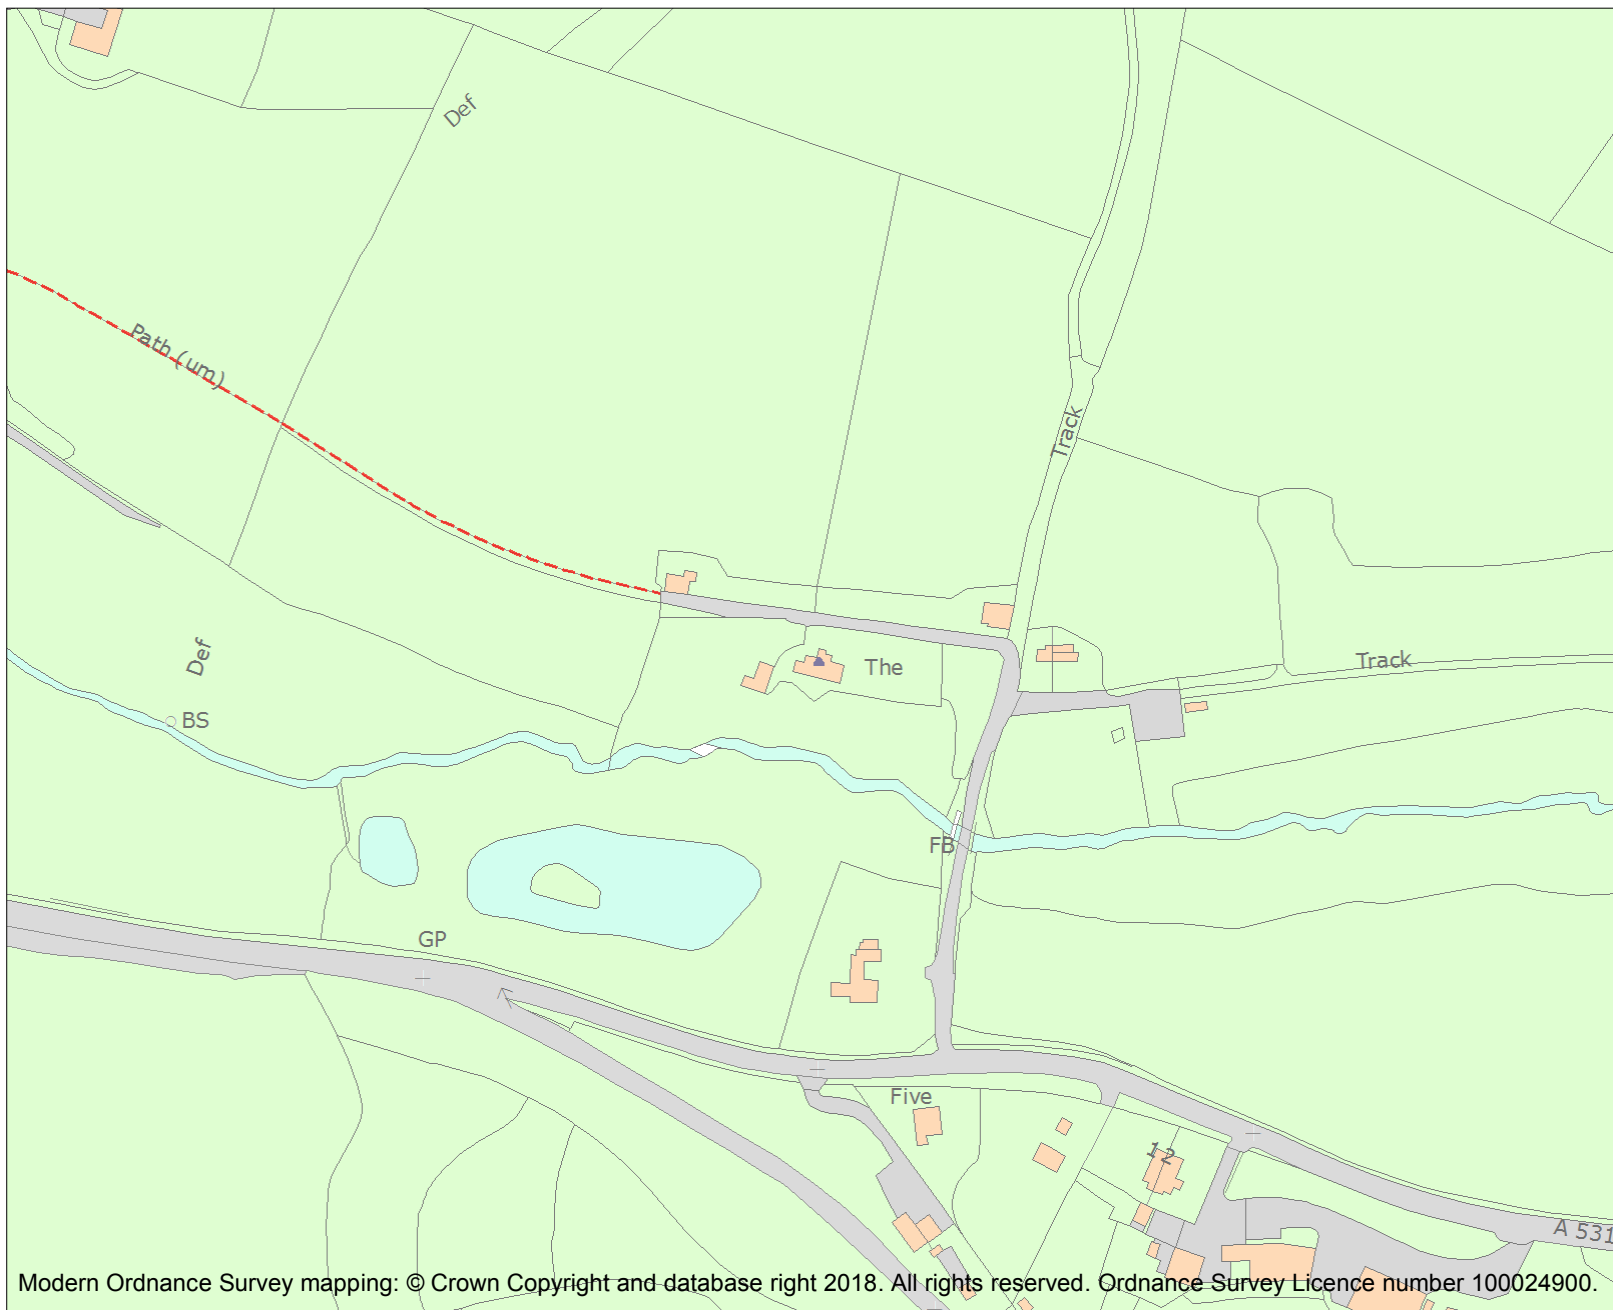 Def
Path (um)
Track
The
Track
Def
BS
FB
GP
Five
1 2
A 531
Modern Ordnance Survey mapping: © Crown Copyright and database right 2018. All rights reserved. Ordnance Survey Licence number 100024900.